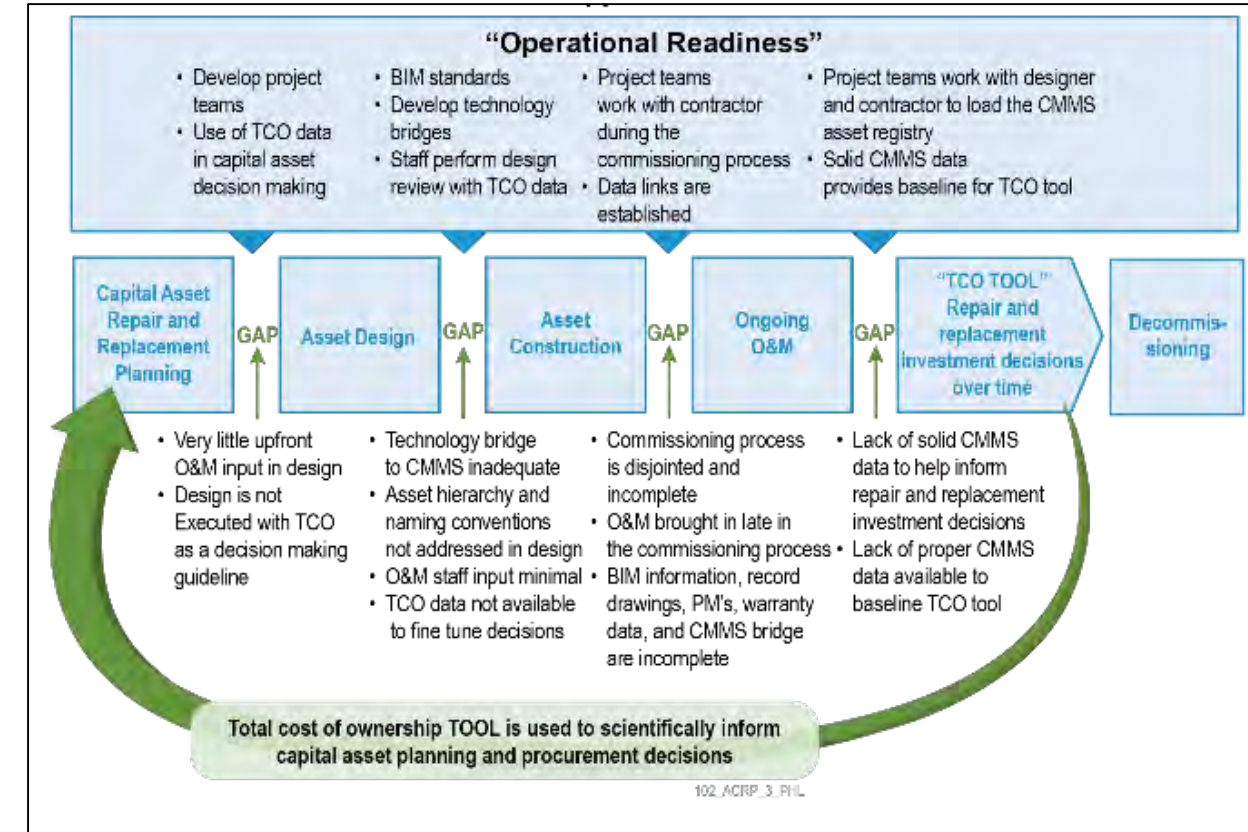 “Operational Readiness”
• Develop project
teams
• Use of TCO data
in capital asset
decision making
• BIM standards
• Develop technology
bridges
• Staff perform design
review with TCO data
• Project teams
work with contractor
during the
commissioning process
• Data links are
established
• Project teams work with designer
and contractor to load the CMMS
asset registry
• Solid CMMS data
provides baseline for TCO tool
Capital Asset
Repair and
Replacement
Planning
GAP
Asset Design
GAP
Asset
Construction
GAP
Ongoing
O&M
GAP
“TCO TOOL”
Repair and
replacement
investment decisions
over time
Decommis-
sioning
• Very little upfront
O&M input in design
• Design is not
Executed with TCO
as a decision making
guideline
• Technology bridge
to CMMS inadequate
• Asset hierarchy and
naming conventions
not addressed in design
• O&M staff input minimal
• TCO data not available
to fine tune decisions
• Commissioning process
is disjointed and
incomplete
• O&M brought in late in
the commissioning process
• BIM information, record
drawings, PM's, warranty
data, and CMMS bridge
are incomplete
• Lack of solid CMMS
data to help inform
repair and replacement
investment decisions
• Lack of proper CMMS
data available to
baseline TCO tool
Total cost of ownership TOOL is used to scientifically inform
capital asset planning and procurement decisions
102_ACRP_3_PHL